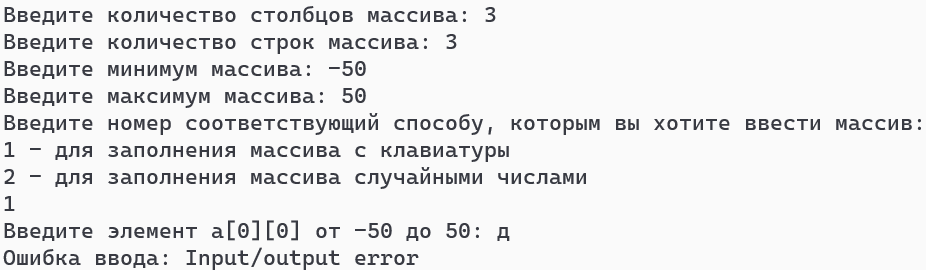 Введите количество столбцов массива: 3
Введите количество строк массива: 3
Введите минимум массива: -50
Введите максимум массива: 50
Введите номер соответствующий способу, которым вы хотите ввести массив:
1 - для заполнения массива с клавиатуры
2 - для заполнения массива случайными числами
1
Введите элемент a[0][0] от -50 до 50: д
Ошибка ввода: Input/output error